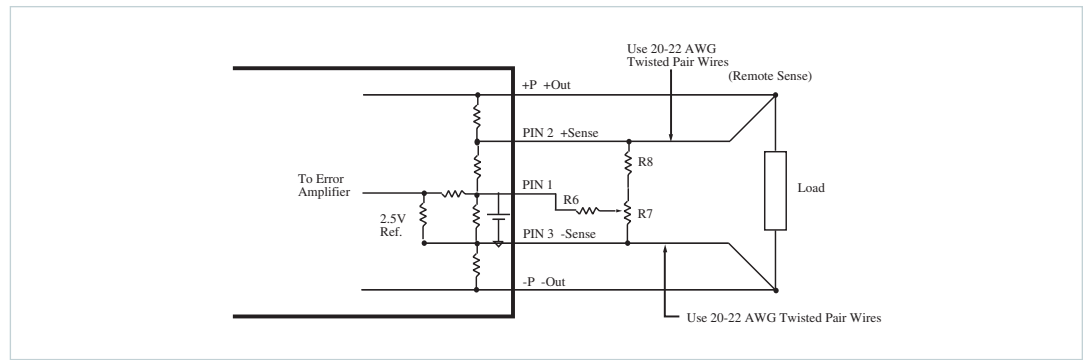 Use 20-22 AWG
Twisted Pair Wires
(Remote Sense)
+P +Out
PIN 2 +Sense
R8
To Error
Amplifier
PIN 1
R6
Load
2.5V
Ref.
R7
PIN 3 -Sense
-P -Out
Use 20-22 AWG Twisted Pair Wires